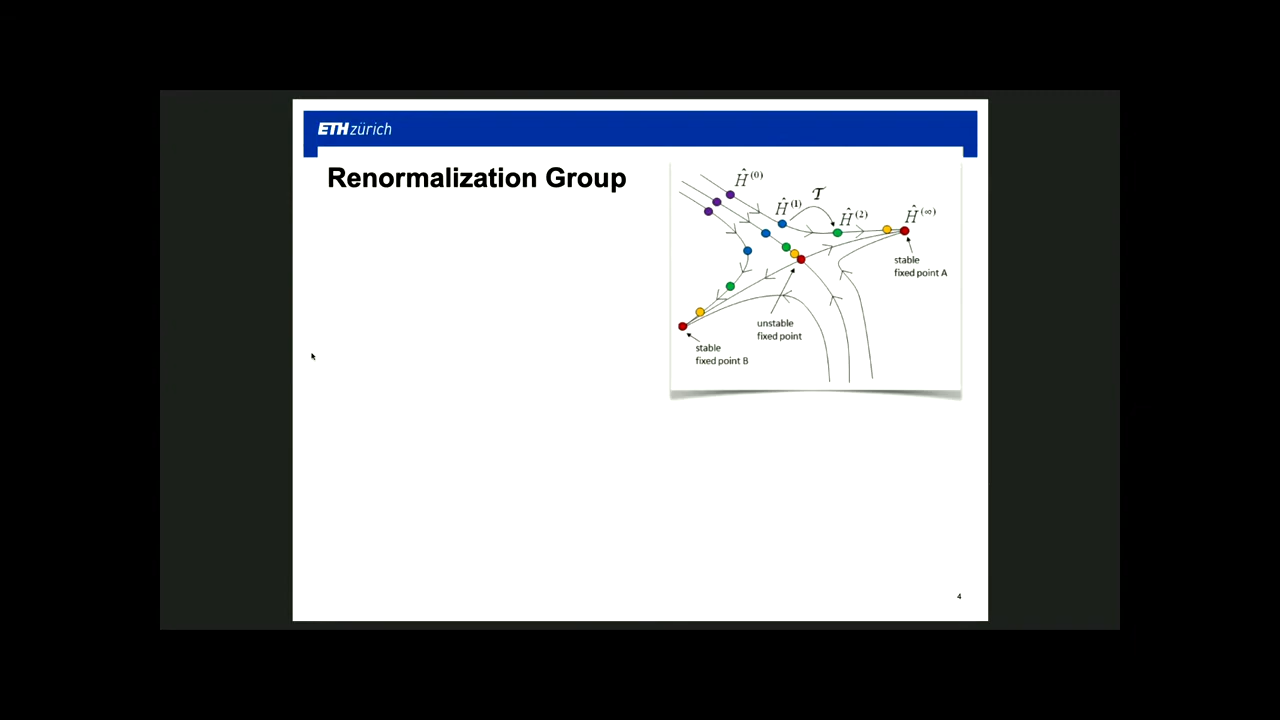 ETH zürich
Renormalization Group
Ĥ⁽⁰⁾
Ĥ⁽¹⁾
𝒯
Ĥ⁽²⁾
Ĥ⁽∞⁾
stable
fixed point A
unstable
fixed point
stable
fixed point B
4